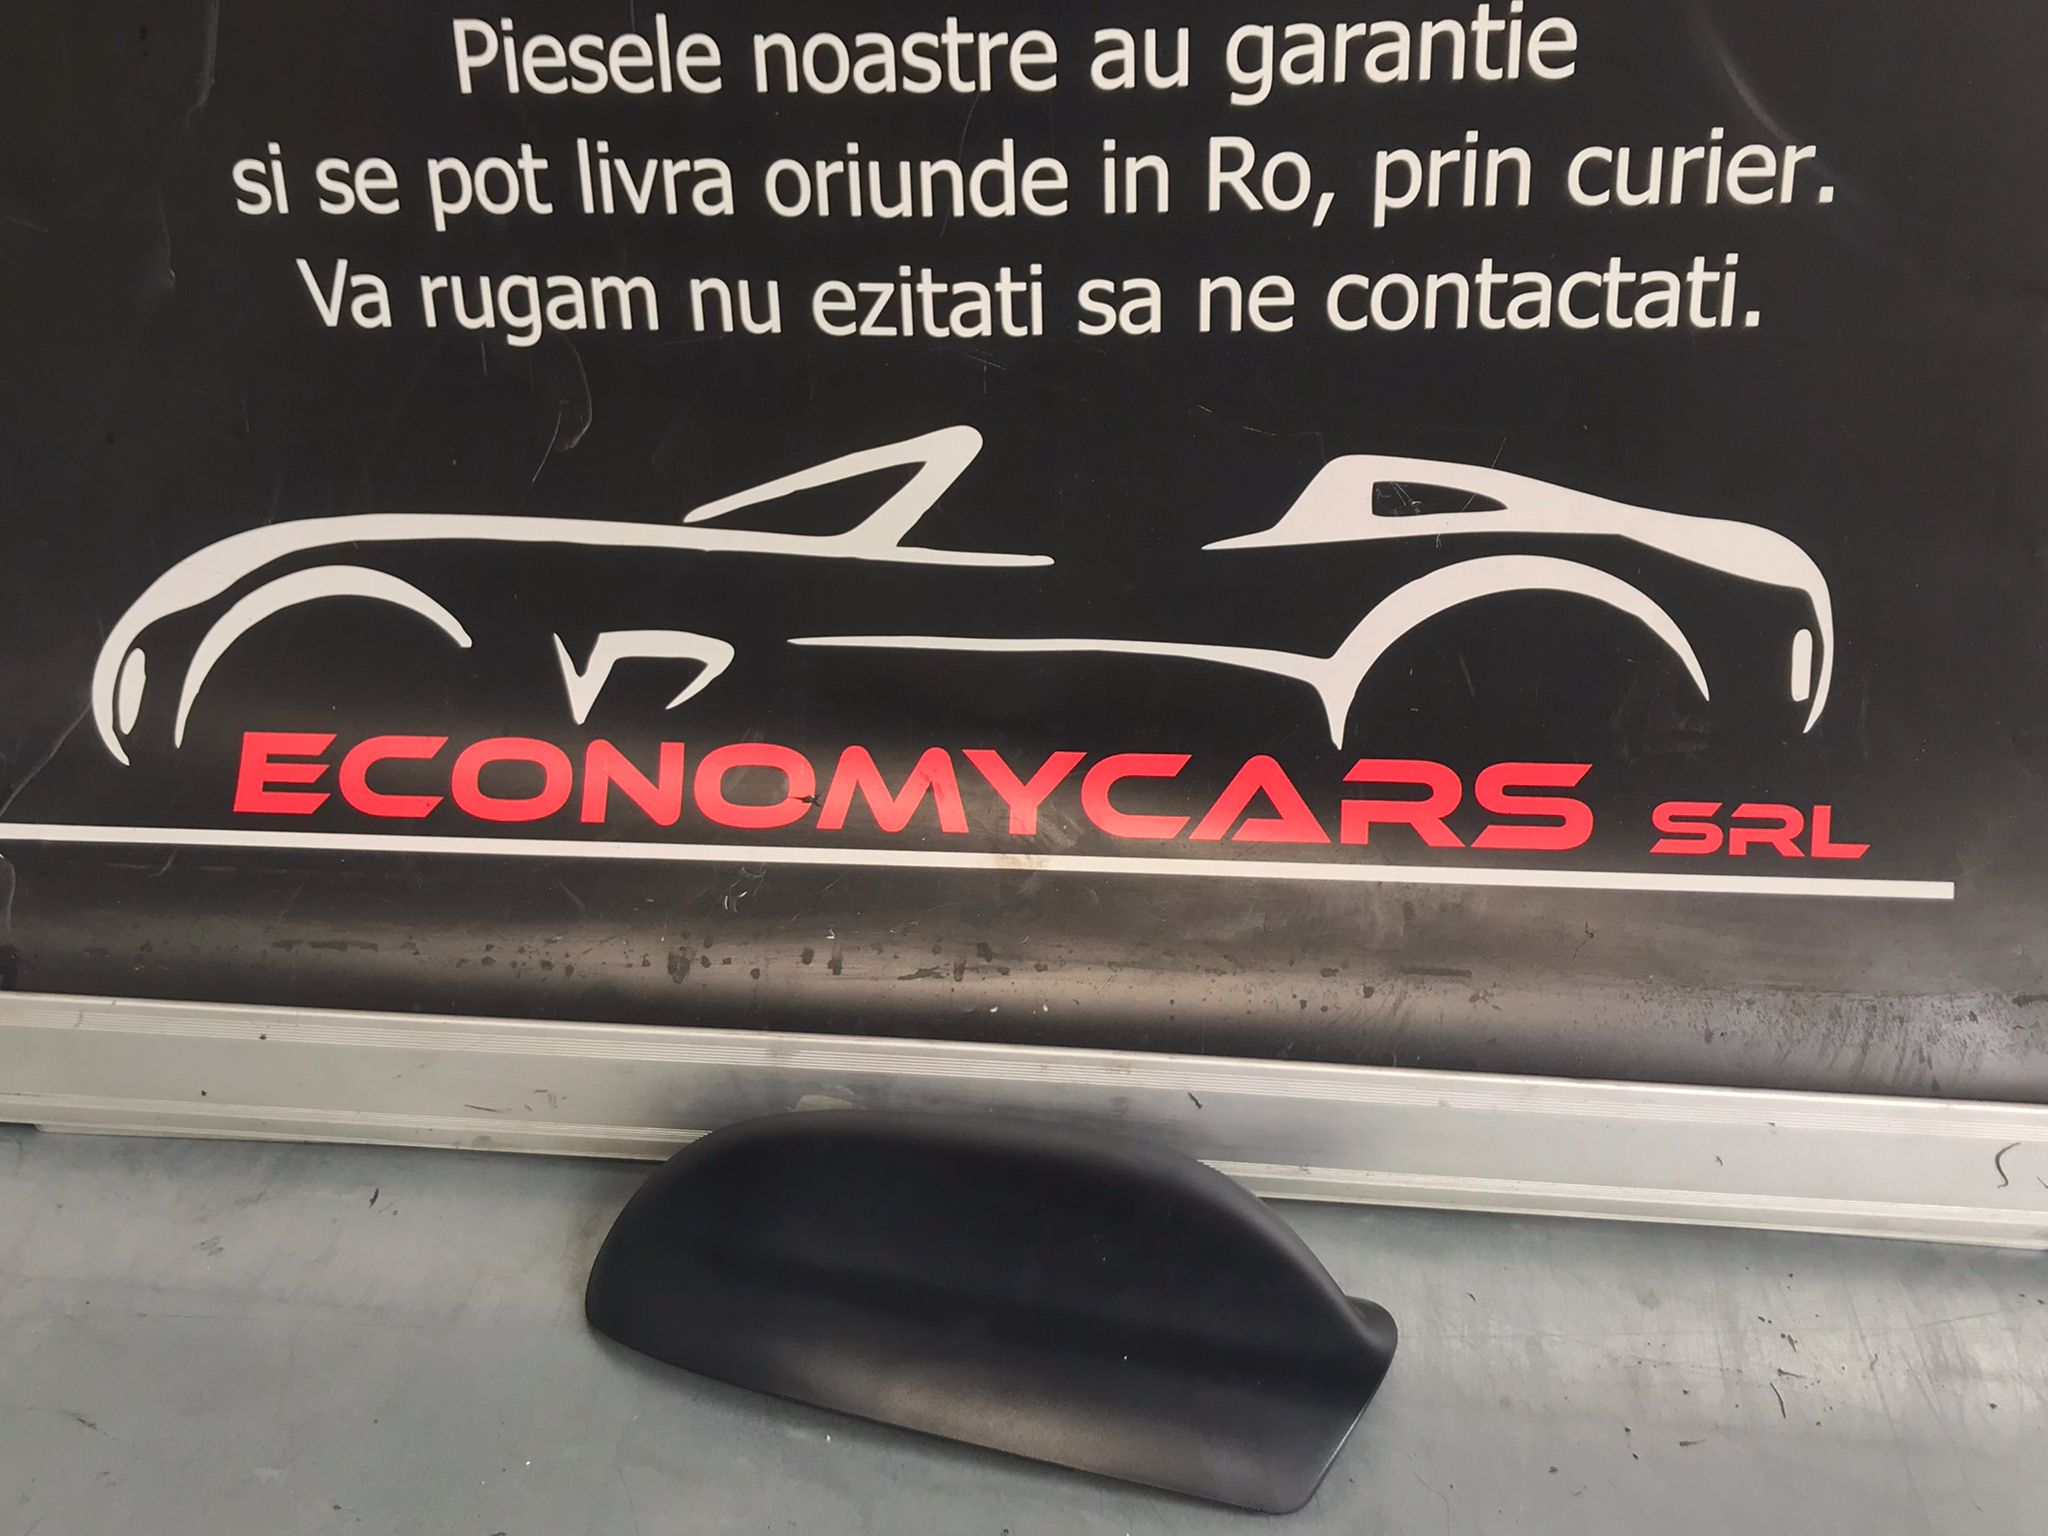 Piesele noastre au garantie
si se pot livra oriunde in Ro, prin curier.
Va rugam nu ezitati sa ne contactati.
ECONOMYCARS SRL